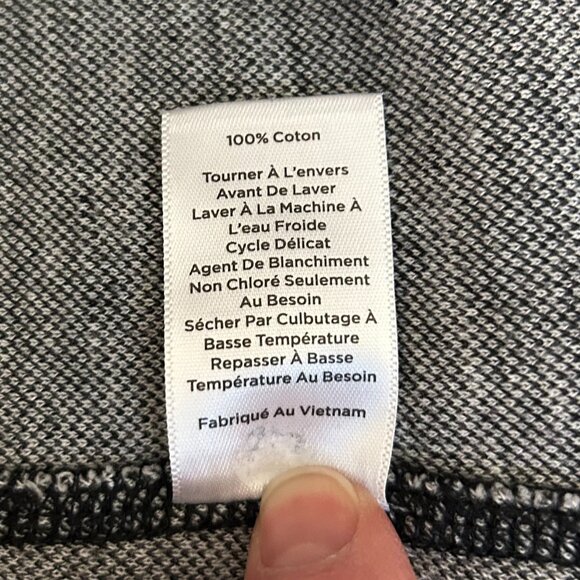 100% Coton
Tourner À L'envers
Avant De Laver
Laver À La Machine À
L'eau Froide
Cycle Délicat
Agent De Blanchiment
Non Chloré Seulement
Au Besoin
Sécher Par Culbutage À
Basse Température
Repasser À Basse
Température Au Besoin
Fabriqué Au Vietnam